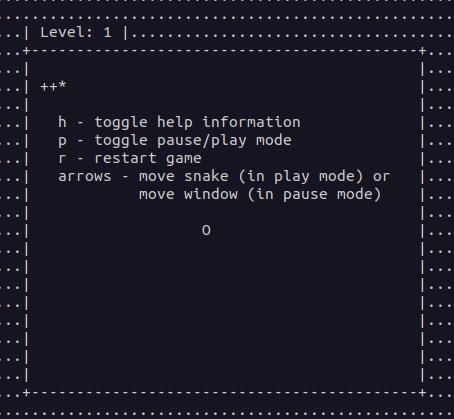 Level: 1
++*
h - toggle help information
p - toggle pause/play mode
r - restart game
arrows - move snake (in play mode) or
move window (in pause mode)
O